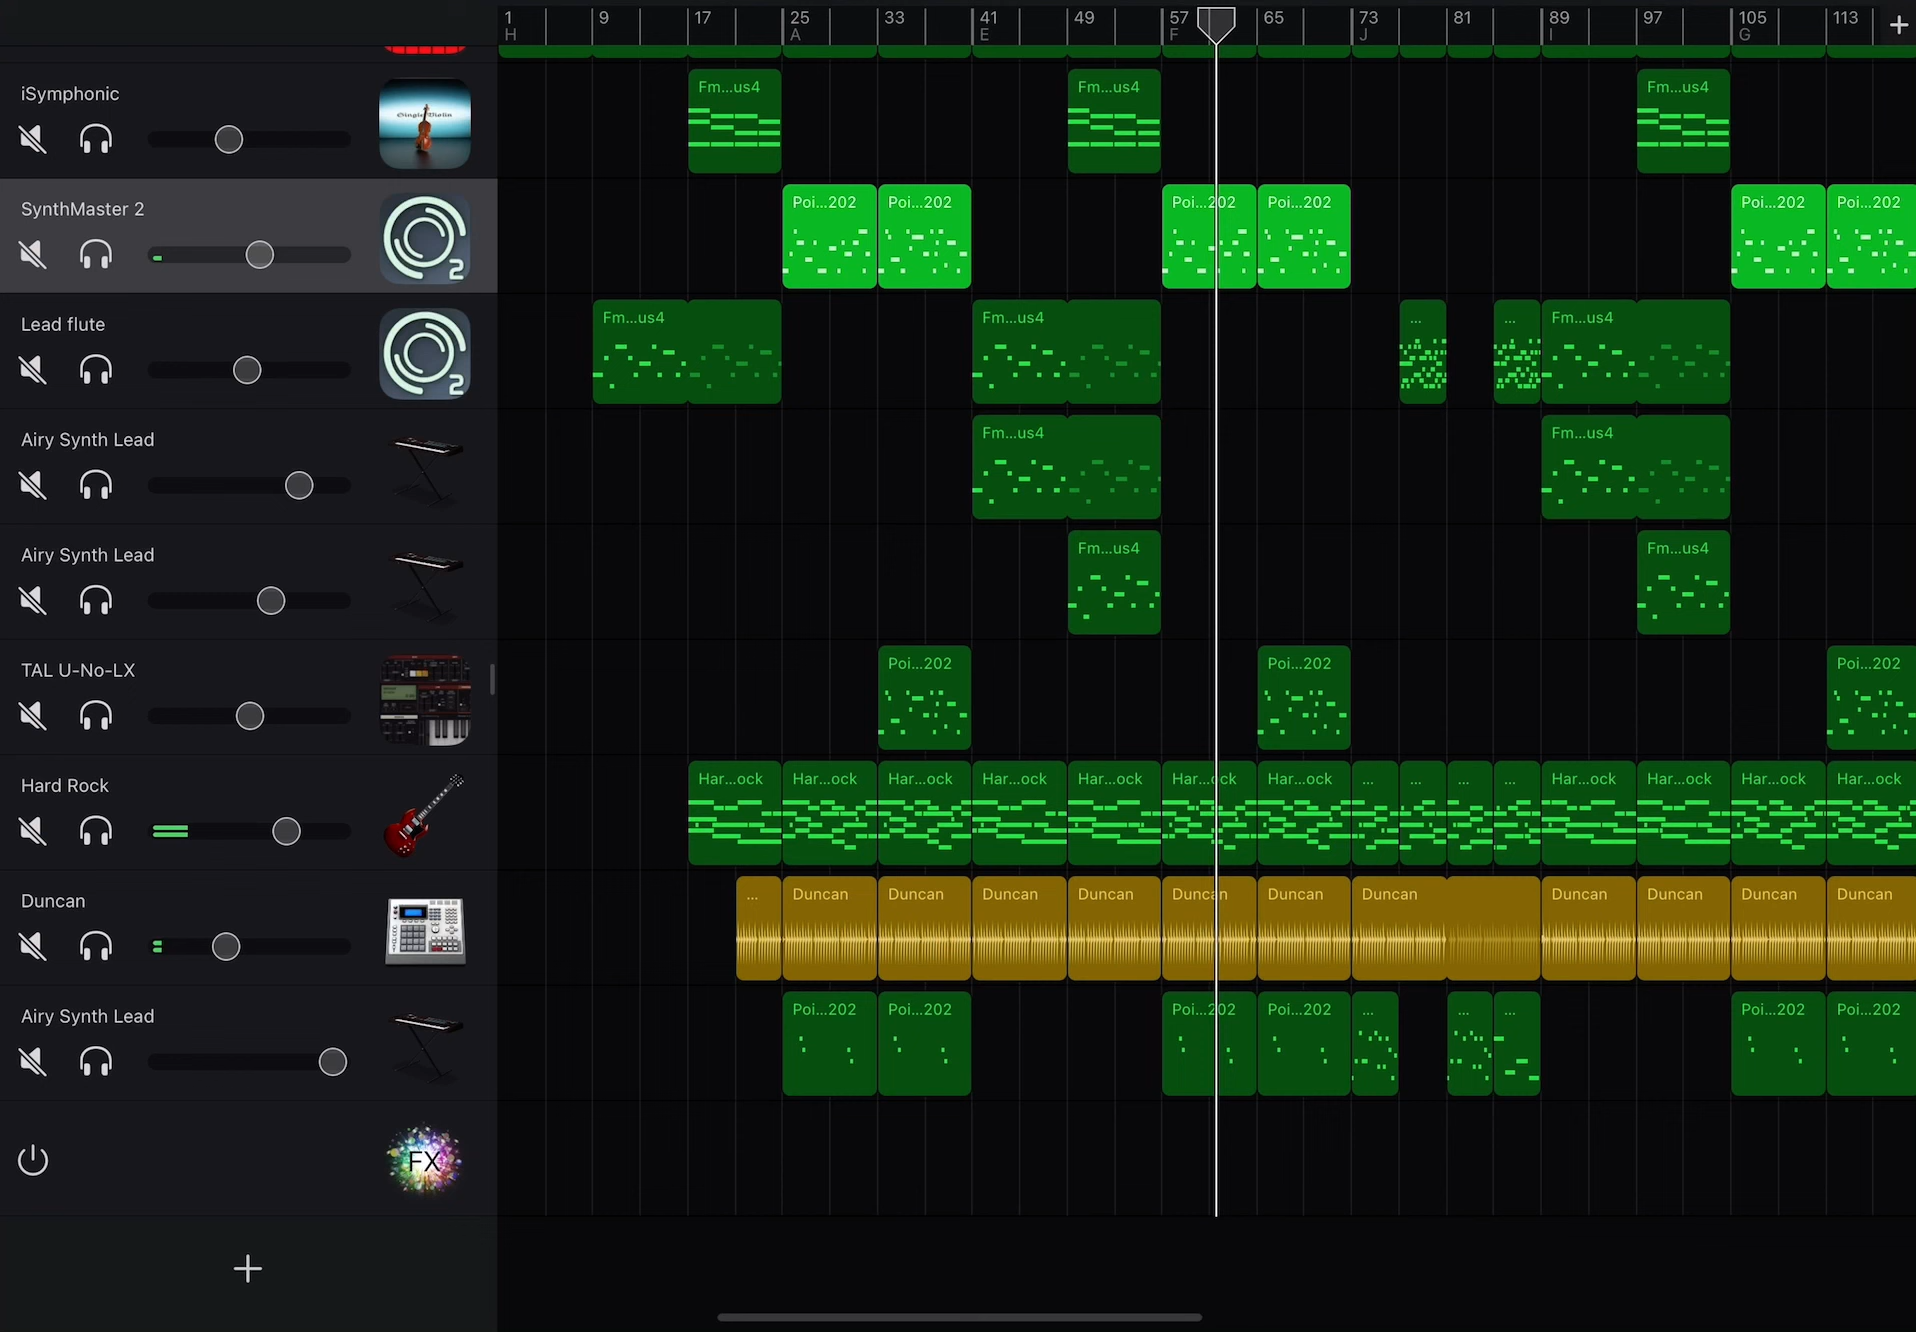 1 9 17 25 33 41 49 57 65 73 81 89 97 105 113
H A E F J I G
iSymphonic
Single Violin
Fm...us4 Fm...us4 Fm...us4
SynthMaster 2
2
Poi...202 Poi...202 Poi...202 Poi...202 Poi...202 Poi...202
Lead flute
2
Fm...us4 Fm...us4 ... ... Fm...us4
Airy Synth Lead
Fm...us4 Fm...us4
Airy Synth Lead
Fm...us4 Fm...us4
TAL U-No-LX
Poi...202 Poi...202 Poi...202
Hard Rock
Har...ock Har...ock Har...ock Har...ock Har...ock Har...ock Har...ock ... ... ... ... Har...ock Har...ock Har...ock Har...ock
Duncan
... Duncan Duncan Duncan Duncan Duncan Duncan Duncan Duncan Duncan Duncan Duncan
Airy Synth Lead
Poi...202 Poi...202 Poi...202 Poi...202 ... ... ... Poi...202 Poi...202
FX